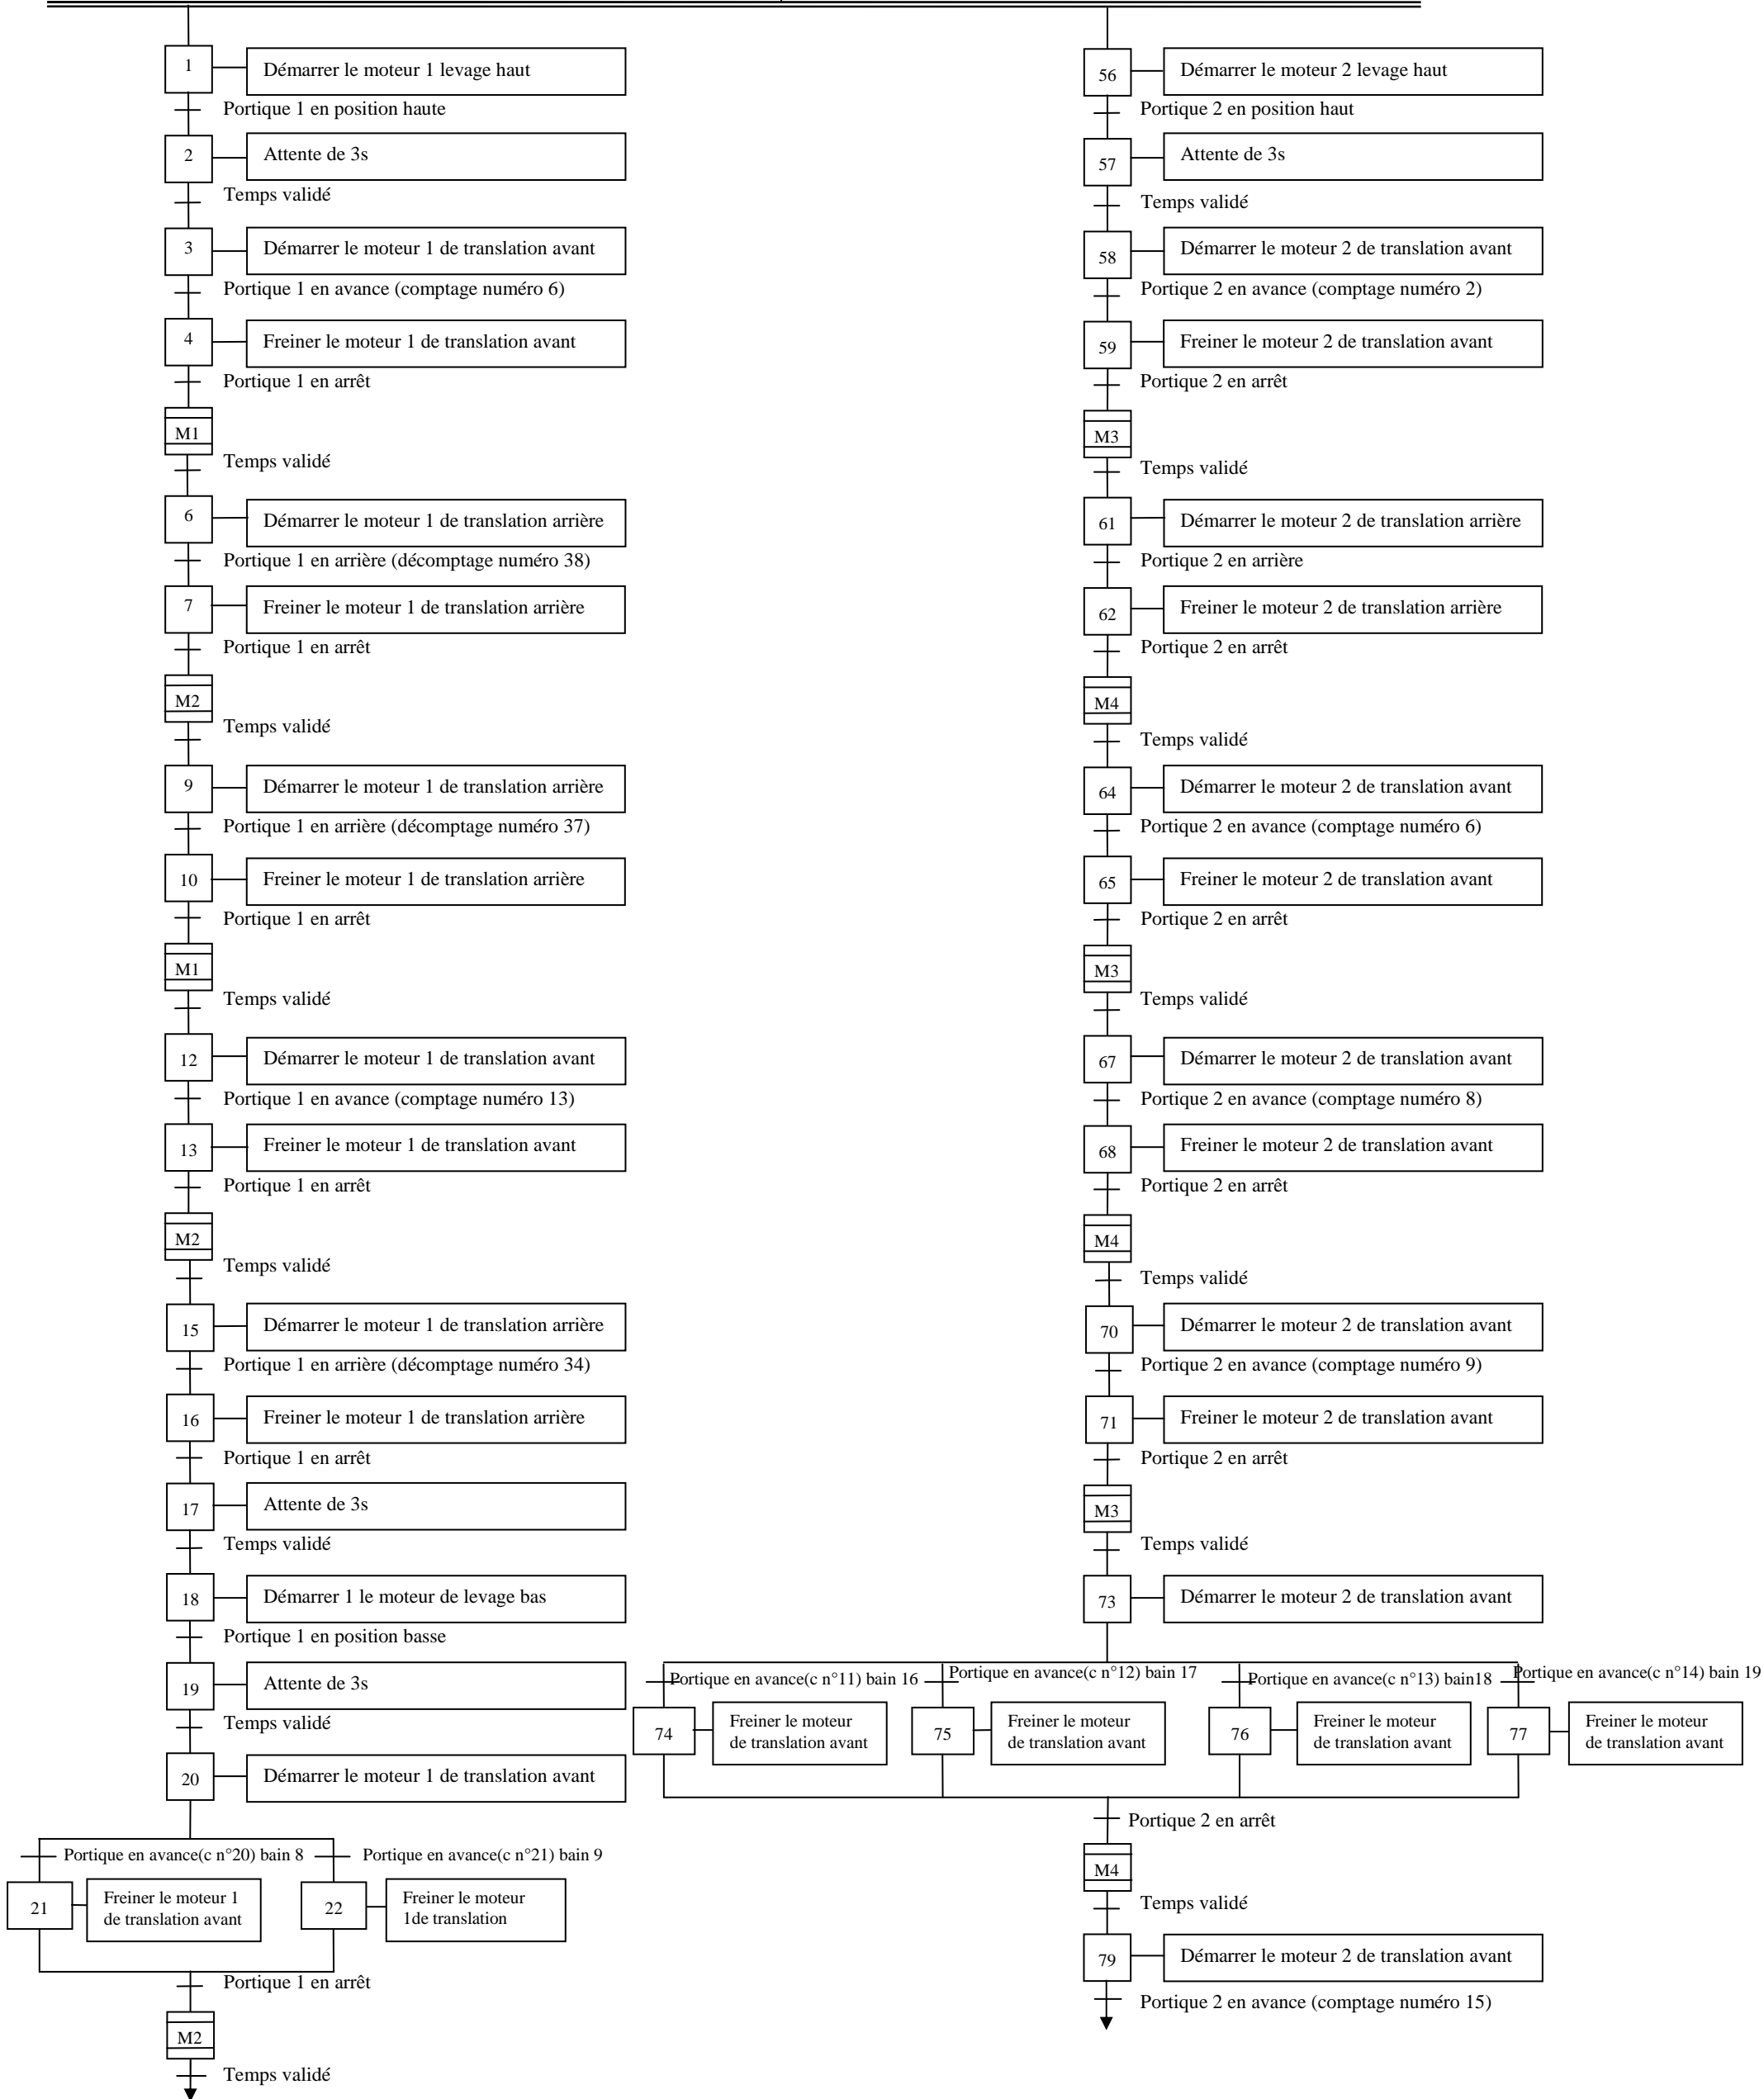 1
Démarrer le moteur 1 levage haut
Portique 1 en position haute
2
Attente de 3s
Temps validé
3
Démarrer le moteur 1 de translation avant
Portique 1 en avance (comptage numéro 6)
4
Freiner le moteur 1 de translation avant
Portique 1 en arrêt
M1
Temps validé
6
Démarrer le moteur 1 de translation arrière
Portique 1 en arrière (décomptage numéro 38)
7
Freiner le moteur 1 de translation arrière
Portique 1 en arrêt
M2
Temps validé
9
Démarrer le moteur 1 de translation arrière
Portique 1 en arrière (décomptage numéro 37)
10
Freiner le moteur 1 de translation arrière
Portique 1 en arrêt
M1
Temps validé
12
Démarrer le moteur 1 de translation avant
Portique 1 en avance (comptage numéro 13)
13
Freiner le moteur 1 de translation avant
Portique 1 en arrêt
M2
Temps validé
15
Démarrer le moteur 1 de translation arrière
Portique 1 en arrière (décomptage numéro 34)
16
Freiner le moteur 1 de translation arrière
Portique 1 en arrêt
17
Attente de 3s
Temps validé
18
Démarrer 1 le moteur de levage bas
Portique 1 en position basse
19
Attente de 3s
Temps validé
20
Démarrer le moteur 1 de translation avant
Portique en avance(c n°20) bain 8
Portique en avance(c n°21) bain 9
21
Freiner le moteur 1
de translation avant
22
Freiner le moteur
1de translation
Portique 1 en arrêt
M2
Temps validé
56
Démarrer le moteur 2 levage haut
Portique 2 en position haut
57
Attente de 3s
Temps validé
58
Démarrer le moteur 2 de translation avant
Portique 2 en avance (comptage numéro 2)
59
Freiner le moteur 2 de translation avant
Portique 2 en arrêt
M3
Temps validé
61
Démarrer le moteur 2 de translation arrière
Portique 2 en arrière
62
Freiner le moteur 2 de translation arrière
Portique 2 en arrêt
M4
Temps validé
64
Démarrer le moteur 2 de translation avant
Portique 2 en avance (comptage numéro 6)
65
Freiner le moteur 2 de translation avant
Portique 2 en arrêt
M3
Temps validé
67
Démarrer le moteur 2 de translation avant
Portique 2 en avance (comptage numéro 8)
68
Freiner le moteur 2 de translation avant
Portique 2 en arrêt
M4
Temps validé
70
Démarrer le moteur 2 de translation avant
Portique 2 en avance (comptage numéro 9)
71
Freiner le moteur 2 de translation avant
Portique 2 en arrêt
M3
Temps validé
73
Démarrer le moteur 2 de translation avant
Portique en avance(c n°11) bain 16
Portique en avance(c n°12) bain 17
Portique en avance(c n°13) bain18
Portique en avance(c n°14) bain 19
74
Freiner le moteur
de translation avant
75
Freiner le moteur
de translation avant
76
Freiner le moteur
de translation avant
77
Freiner le moteur
de translation avant
Portique 2 en arrêt
M4
Temps validé
79
Démarrer le moteur 2 de translation avant
Portique 2 en avance (comptage numéro 15)